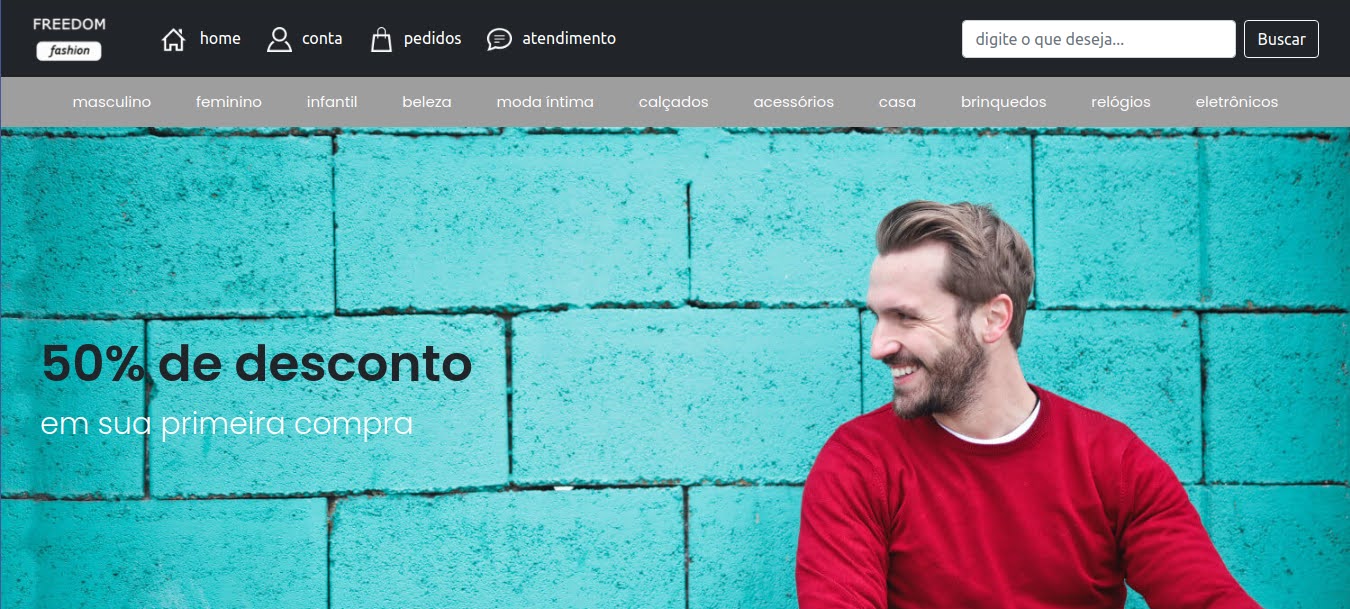 FREEDOM
fashion
home conta pedidos atendimento
digite o que deseja...
Buscar
masculino feminino infantil beleza moda íntima calçados acessórios casa brinquedos relógios eletrônicos
50% de desconto
em sua primeira compra